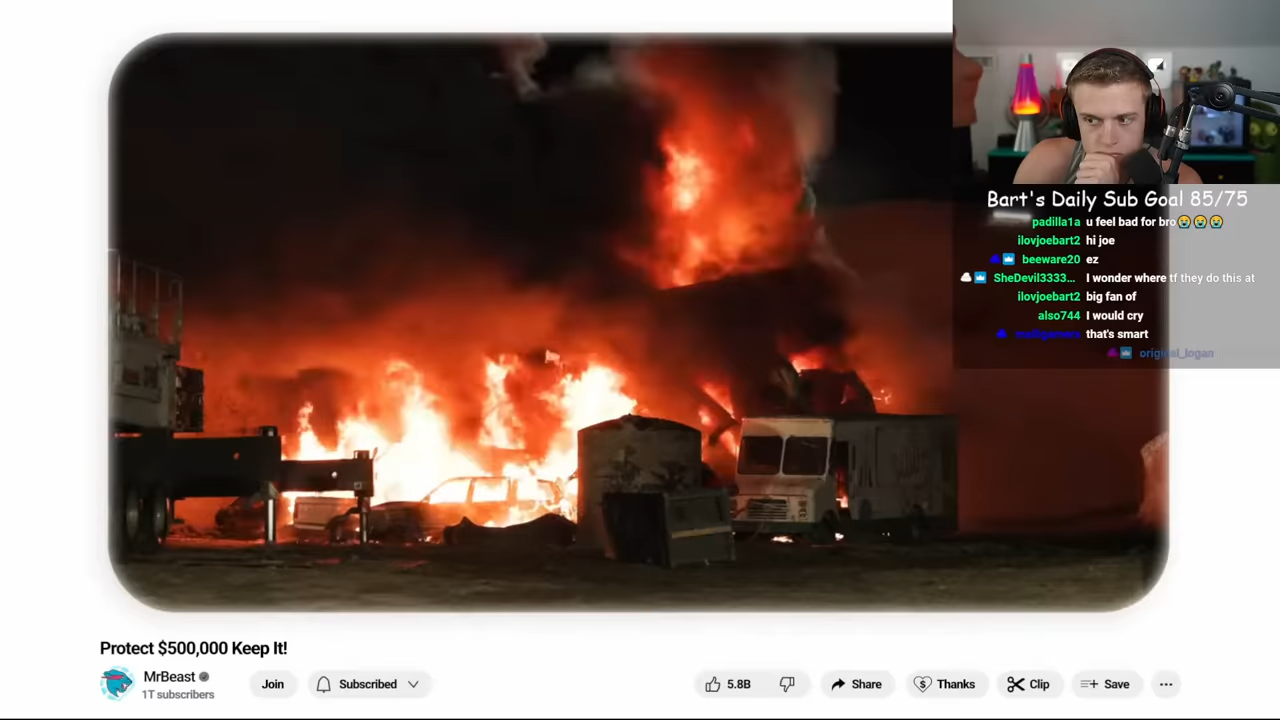 Bart's Daily Sub Goal 85/75
padilla1a u feel bad for bro😭😭😭
ilovjoebart2 hi joe
beeware20 ez
SheDevil3333... I wonder where tf they do this at
ilovjoebart2 big fan of
also744 I would cry
that's smart
original_logan
Protect $500,000 Keep It!
MrBeast
1T subscribers
Join
Subscribed
5.8B
Share
Thanks
Clip
Save